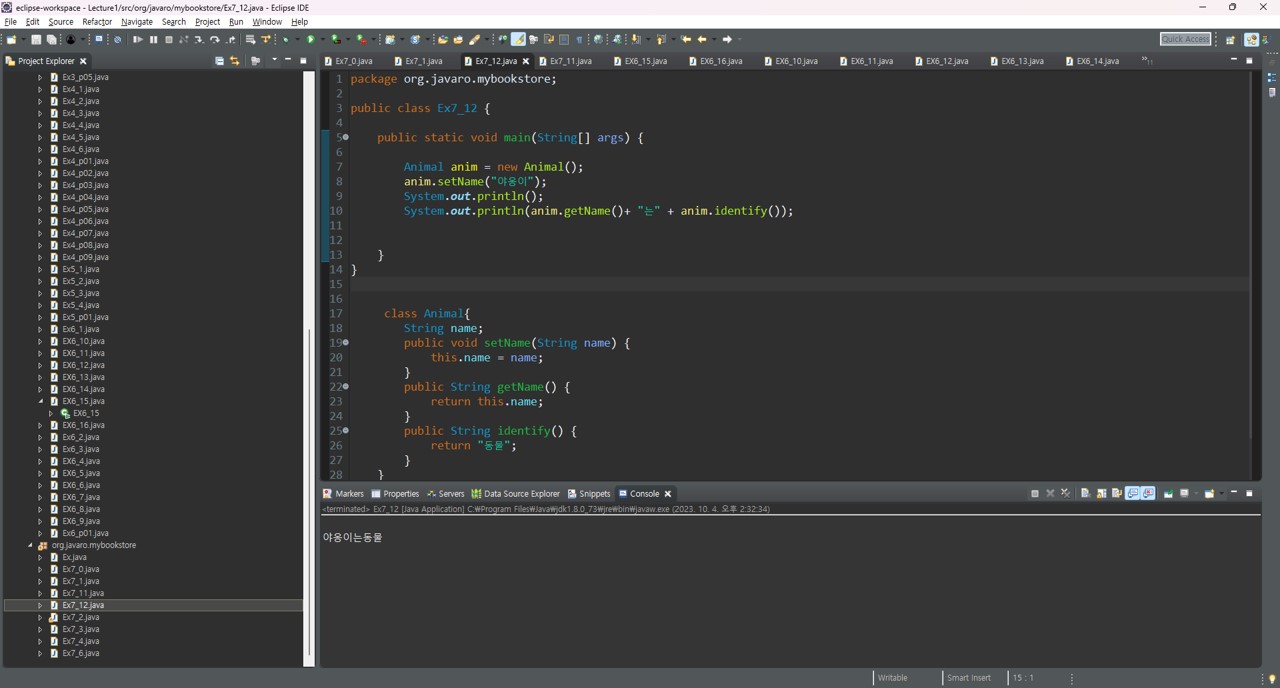 eclipse-workspace - Lecture1/src/org/javaro/mybookstore/Ex7_12.java - Eclipse IDE
File Edit Source Refactor Navigate Search Project Run Window Help
Quick Access
Project Explorer
Ex7_0.java Ex7_1.java Ex7_12.java Ex7_11.java EX6_15.java EX6_16.java EX6_10.java EX6_11.java EX6_12.java EX6_13.java EX6_14.java »11
Ex3_p05.java
Ex4_1.java
Ex4_2.java
Ex4_3.java
Ex4_4.java
Ex4_5.java
Ex4_6.java
Ex4_p01.java
Ex4_p02.java
Ex4_p03.java
Ex4_p04.java
Ex4_p05.java
Ex4_p06.java
Ex4_p07.java
Ex4_p08.java
Ex4_p09.java
Ex5_1.java
Ex5_2.java
Ex5_3.java
Ex5_4.java
Ex5_p01.java
Ex6_1.java
EX6_10.java
EX6_11.java
EX6_12.java
EX6_13.java
EX6_14.java
EX6_15.java
EX6_15
EX6_16.java
Ex6_2.java
Ex6_3.java
EX6_4.java
EX6_5.java
EX6_6.java
EX6_7.java
EX6_8.java
EX6_9.java
Ex6_p01.java
org.javaro.mybookstore
Ex.java
Ex7_0.java
Ex7_1.java
Ex7_11.java
Ex7_12.java
Ex7_2.java
Ex7_3.java
Ex7_4.java
Ex7_6.java
1 package org.javaro.mybookstore;
2
3 public class Ex7_12 {
4
5 public static void main(String[] args) {
6
7 Animal anim = new Animal();
8 anim.setName("야옹이");
9 System.out.println();
10 System.out.println(anim.getName()+ "는" + anim.identify());
11
12
13 }
14 }
15
16
17 class Animal{
18 String name;
19 public void setName(String name) {
20 this.name = name;
21 }
22 public String getName() {
23 return this.name;
24 }
25 public String identify() {
26 return "동물";
27 }
28 }
Markers Properties Servers Data Source Explorer Snippets Console
<terminated> Ex7_12 [Java Application] C:₩Program Files₩Java₩jdk1.8.0_73₩jre₩bin₩javaw.exe (2023. 10. 4. 오후 2:32:34)
야옹이는동물
Writable Smart Insert 15 : 1